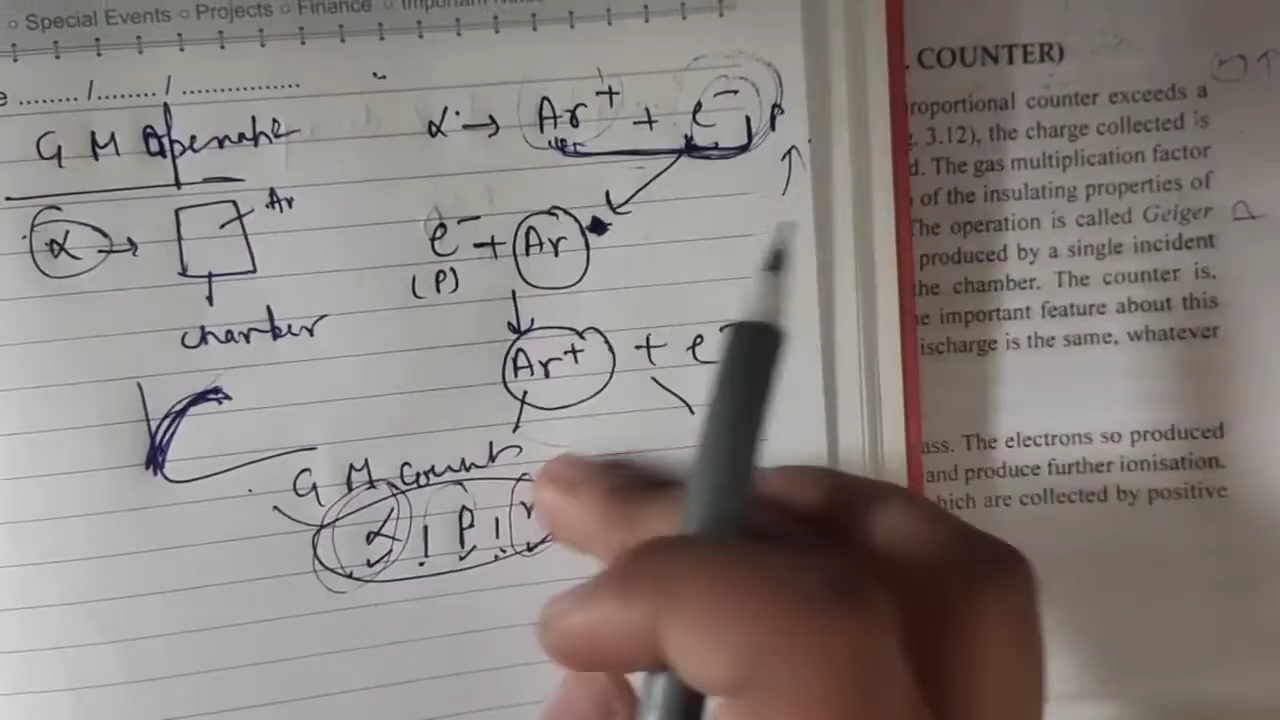 ○ Special Events ○ Projects ○ Finance ○ Important
e ......../......../..................
G M Operate
α → Ar⁺ + e⁻ P
α → Ar
chamber
e⁻ + Ar
(P)
Ar⁺ + e
G M Count
α ! P !
. COUNTER)
roportional counter exceeds a
. 3.12), the charge collected is
d. The gas multiplication factor
of the insulating properties of
The operation is called Geiger
produced by a single incident
the chamber. The counter is,
e important feature about this
ischarge is the same, whatever
ass. The electrons so produced
and produce further ionisation.
which are collected by positive